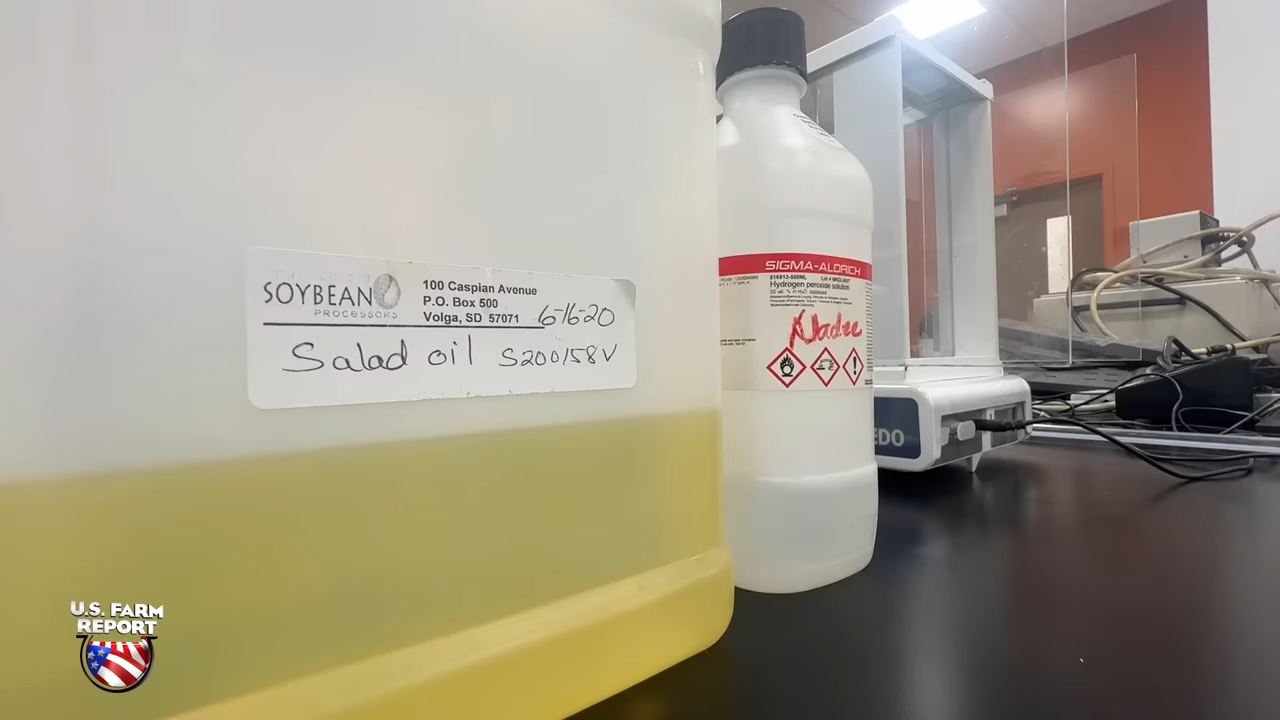 SOYBEAN
PROCESSORS
100 Caspian Avenue
P.O. Box 500
Volga, SD 57071
6-16-20
Salad oil S200158V
SIGMA-ALDRICH
Hydrogen peroxide solution
Nadee
EDO
U.S. FARM
REPORT